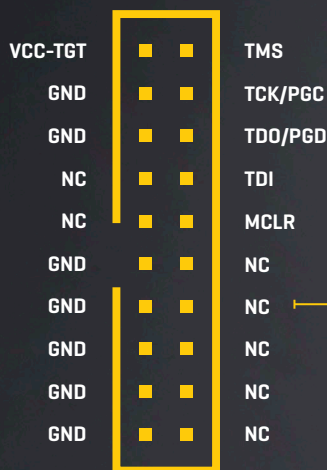 VCC-TGT TMS
GND TCK/PGC
GND TDO/PGD
NC TDI
NC MCLR
GND NC
GND NC
GND NC
GND NC
GND NC